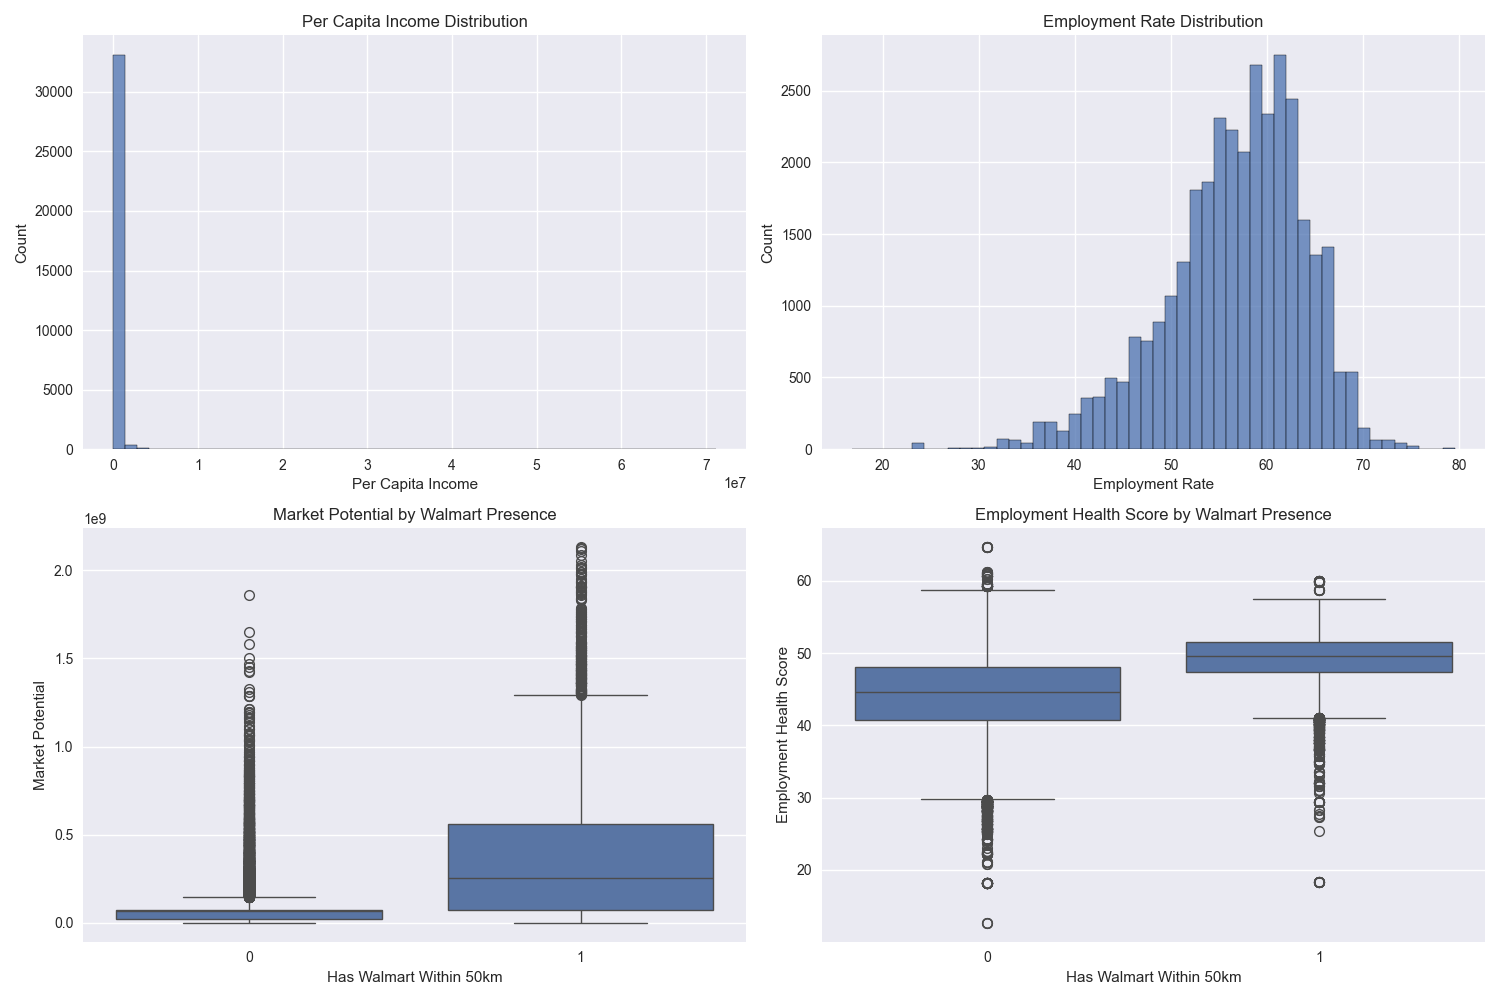 Per Capita Income Distribution
Count
30000
25000
20000
15000
10000
5000
0
0 1 2 3 4 5 6 7
1e7
Per Capita Income
Employment Rate Distribution
Count
2500
2000
1500
1000
500
0
20 30 40 50 60 70 80
Employment Rate
Market Potential by Walmart Presence
1e9
Market Potential
2.0
1.5
1.0
0.5
0.0
0 1
Has Walmart Within 50km
Employment Health Score by Walmart Presence
Employment Health Score
60
50
40
30
20
0 1
Has Walmart Within 50km